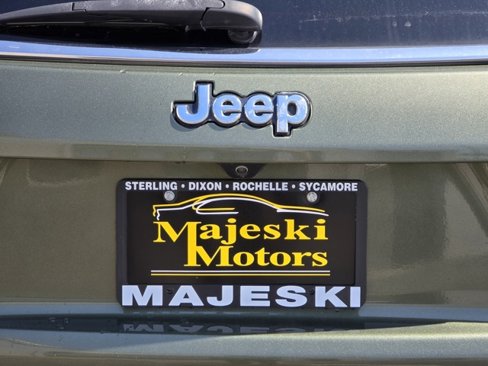 Jeep
STERLING • DIXON • ROCHELLE • SYCAMORE
Majeski
Motors
MAJESKI